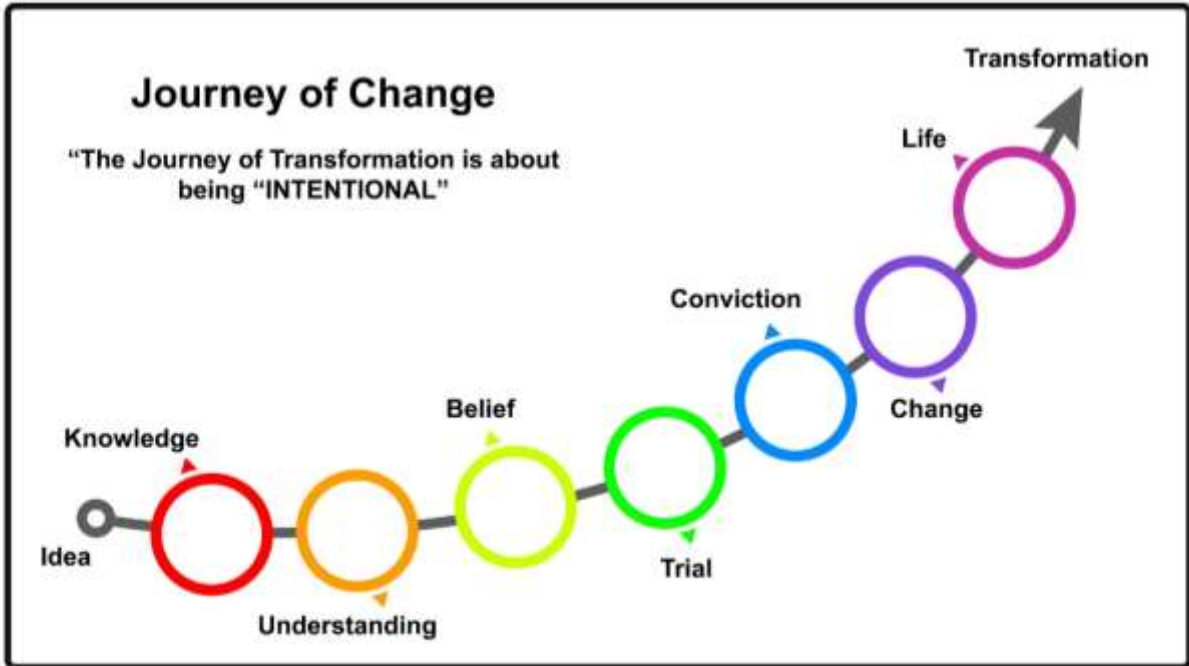 Journey of Change
“The Journey of Transformation is about
being “INTENTIONAL”
Idea
Knowledge
Understanding
Belief
Trial
Conviction
Change
Life
Transformation